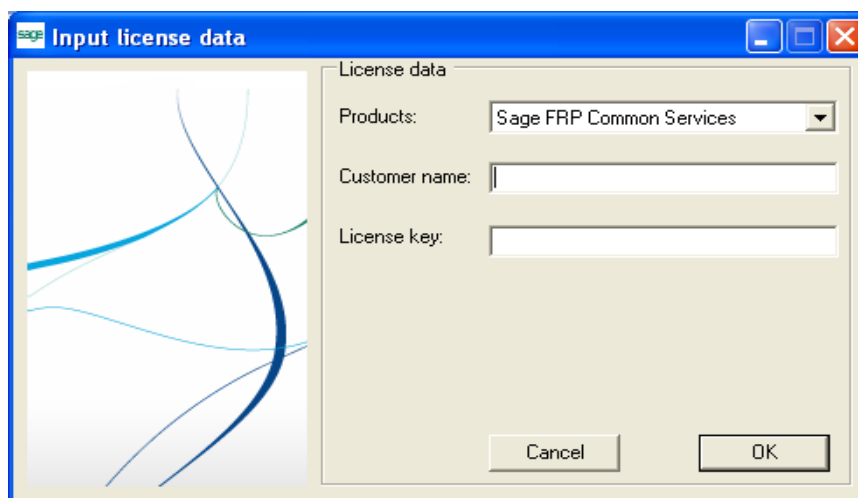 sage Input license data
License data
Products: Sage FRP Common Services
Customer name:
License key:
Cancel OK